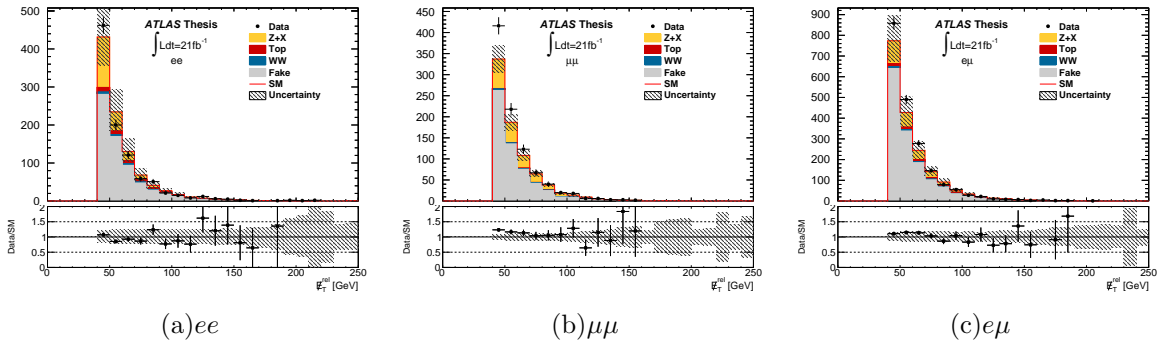 500
400
300
200
100
0
ATLAS Thesis
∫ Ldt=21fb⁻¹
ee
Data
Z+X
Top
WW
Fake
SM
Uncertainty
Data/SM
2
1.5
1
0.5
0
0 50 100 150 200 250
E̸_T^rel [GeV]
(a)ee
450
400
350
300
250
200
150
100
50
0
ATLAS Thesis
∫ Ldt=21fb⁻¹
μμ
Data
Z+X
Top
WW
Fake
SM
Uncertainty
Data/SM
2
1.5
1
0.5
0
0 50 100 150 200 250
E̸_T^rel [GeV]
(b)μμ
900
800
700
600
500
400
300
200
100
0
ATLAS Thesis
∫ Ldt=21fb⁻¹
eμ
Data
Z+X
Top
WW
Fake
SM
Uncertainty
Data/SM
2
1.5
1
0.5
0
0 50 100 150 200 250
E̸_T^rel [GeV]
(c)eμ